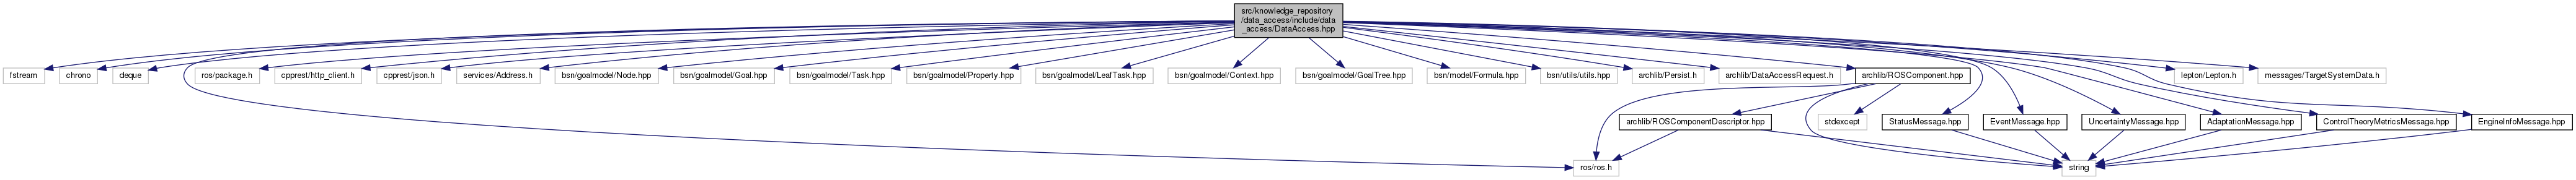 src/knowledge_repository
/data_access/include/data
_access/DataAccess.hpp
fstream
chrono
deque
ros/package.h
cpprest/http_client.h
cpprest/json.h
services/Address.h
bsn/goalmodel/Node.hpp
bsn/goalmodel/Goal.hpp
bsn/goalmodel/Task.hpp
bsn/goalmodel/Property.hpp
bsn/goalmodel/LeafTask.hpp
bsn/goalmodel/Context.hpp
bsn/goalmodel/GoalTree.hpp
bsn/model/Formula.hpp
bsn/utils/utils.hpp
archlib/Persist.h
archlib/DataAccessRequest.h
archlib/ROSComponent.hpp
lepton/Lepton.h
messages/TargetSystemData.h
archlib/ROSComponentDescriptor.hpp
stdexcept
StatusMessage.hpp
EventMessage.hpp
UncertaintyMessage.hpp
AdaptationMessage.hpp
ControlTheoryMetricsMessage.hpp
EngineInfoMessage.hpp
ros/ros.h
string